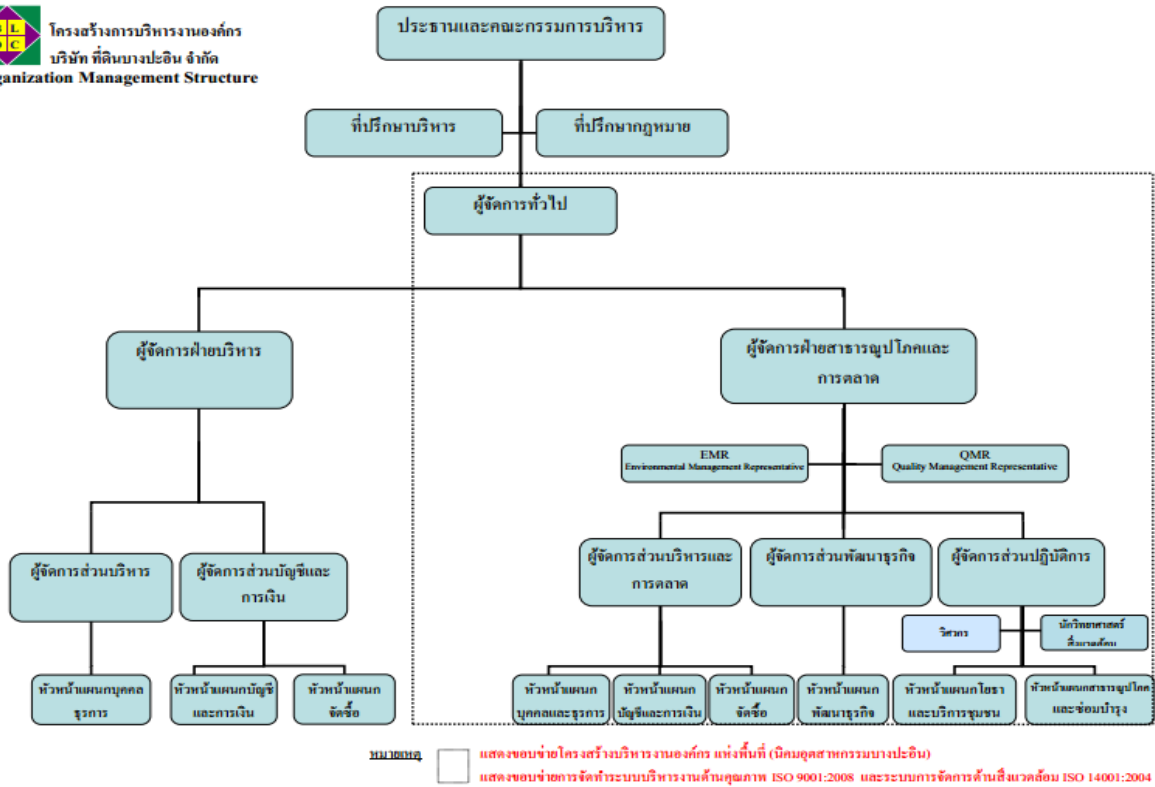 L
C
โครงสร้างการบริหารงานองค์กร
บริษัท ที่ดินบางปะอิน จำกัด
ganization Management Structure
ประธานและคณะกรรมการบริหาร
ที่ปรึกษาบริหาร
ที่ปรึกษากฎหมาย
ผู้จัดการทั่วไป
ผู้จัดการฝ่ายบริหาร
ผู้จัดการฝ่ายสาธารณูปโภคและ
การตลาด
EMR
Environmental Management Representative
QMR
Quality Management Representative
ผู้จัดการส่วนบริหาร
ผู้จัดการส่วนบัญชีและ
การเงิน
ผู้จัดการส่วนบริหารและ
การตลาด
ผู้จัดการส่วนพัฒนาธุรกิจ
ผู้จัดการส่วนปฏิบัติการ
วิศวกร
นักวิทยาศาสตร์
สิ่งแวดล้อม
หัวหน้าแผนกบุคคล
ธุรการ
หัวหน้าแผนกบัญชี
และการเงิน
หัวหน้าแผนก
จัดซื้อ
หัวหน้าแผนก
บุคคลและธุรการ
หัวหน้าแผนก
บัญชีและการเงิน
หัวหน้าแผนก
จัดซื้อ
หัวหน้าแผนก
พัฒนาธุรกิจ
หัวหน้าแผนกโยธา
และบริการชุมชน
หัวหน้าแผนกสาธารณูปโภค
และซ่อมบำรุง
หมายเหตุ
แสดงขอบข่ายโครงสร้างบริหารงานองค์กร แห่งพื้นที่ (นิคมอุตสาหกรรมบางปะอิน)
แสดงขอบข่ายการจัดทำระบบบริหารงานด้านคุณภาพ ISO 9001:2008 และระบบการจัดการด้านสิ่งแวดล้อม ISO 14001:2004